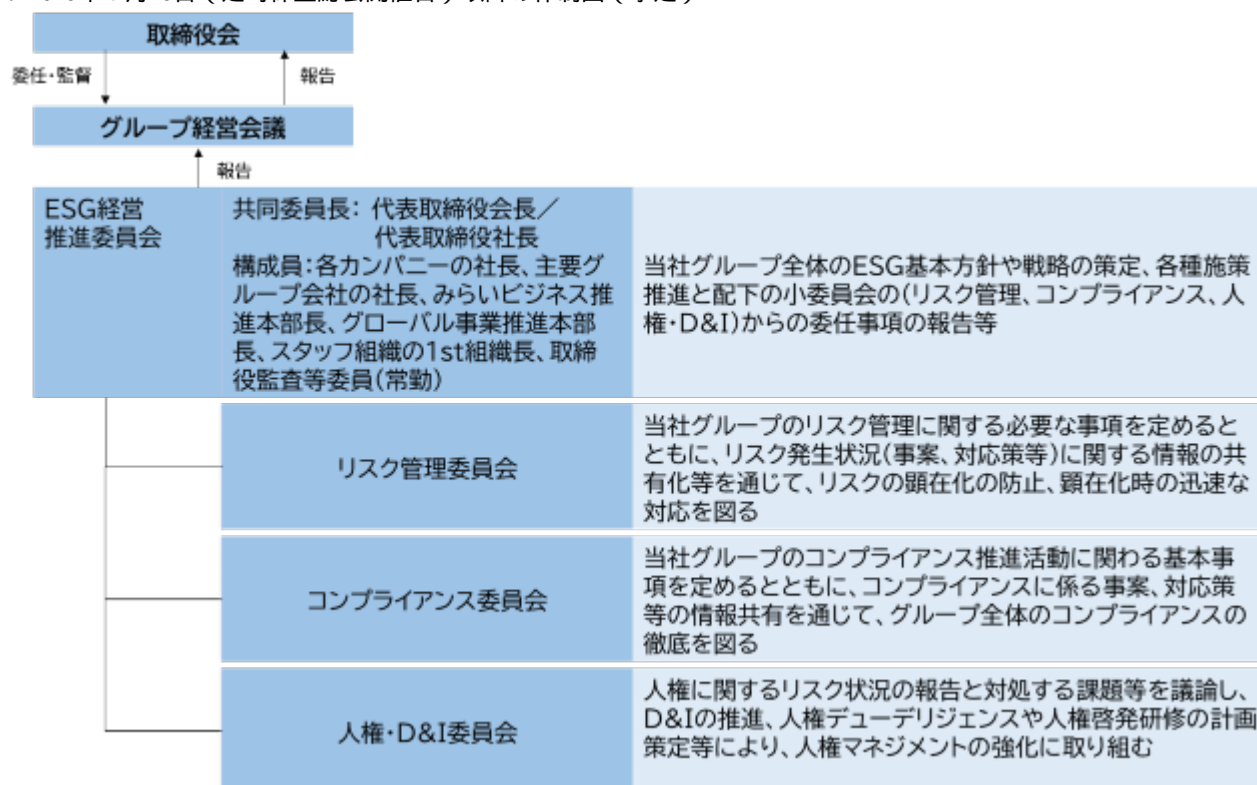 取締役会
委任・監督
報告
グループ経営会議
報告
ESG経営
推進委員会
共同委員長： 代表取締役会長／
代表取締役社長
構成員：各カンパニーの社長、主要グ
ループ会社の社長、みらいビジネス推
進本部長、グローバル事業推進本部
長、スタッフ組織の1st組織長、取締
役監査等委員(常勤)
当社グループ全体のESG基本方針や戦略の策定、各種施策
推進と配下の小委員会の(リスク管理、コンプライアンス、人
権・D&I)からの委任事項の報告等
リスク管理委員会
当社グループのリスク管理に関する必要な事項を定めると
ともに、リスク発生状況(事案、対応策等)に関する情報の共
有化等を通じて、リスクの顕在化の防止、顕在化時の迅速な
対応を図る
コンプライアンス委員会
当社グループのコンプライアンス推進活動に関わる基本事
項を定めるとともに、コンプライアンスに係る事案、対応策
等の情報共有を通じて、グループ全体のコンプライアンスの
徹底を図る
人権・D&I委員会
人権に関するリスク状況の報告と対処する課題等を議論し、
D&Iの推進、人権デューデリジェンスや人権啓発研修の計画
策定等により、人権マネジメントの強化に取り組む